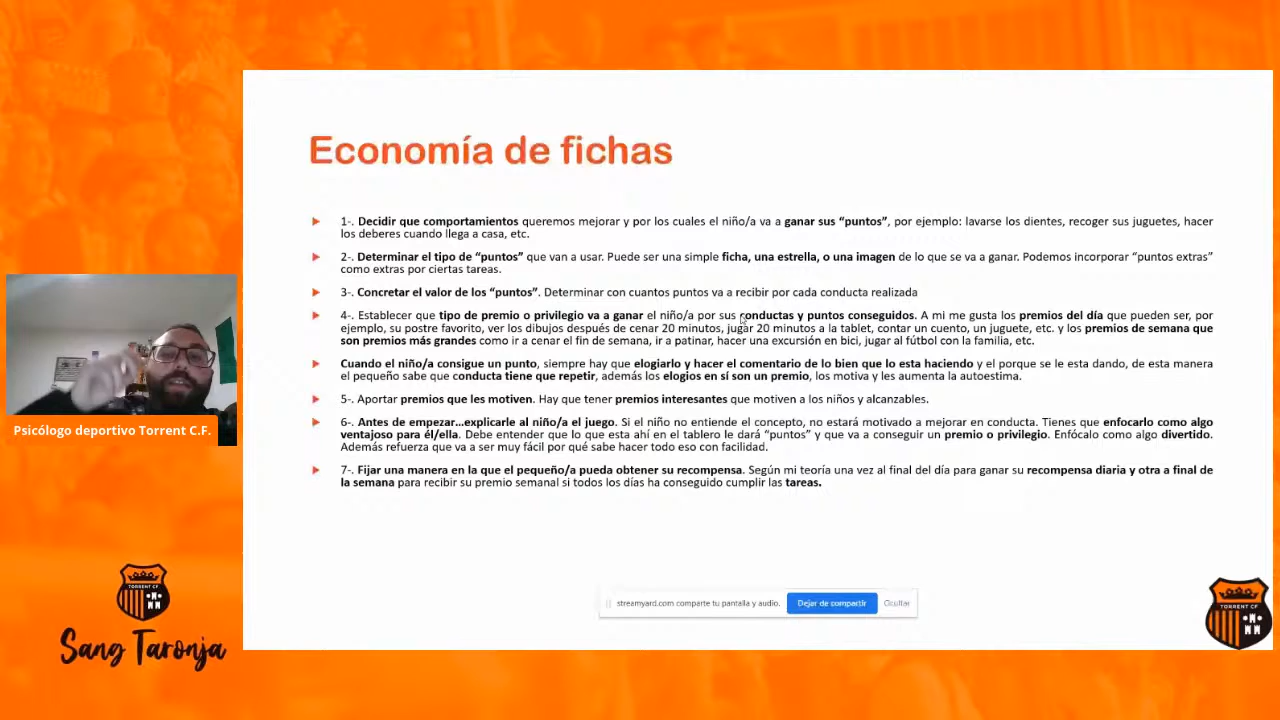 Economía de fichas
1-. Decidir que comportamientos queremos mejorar y por los cuales el niño/a va a ganar sus “puntos”, por ejemplo: lavarse los dientes, recoger sus juguetes, hacer
los deberes cuando llega a casa, etc.
2-. Determinar el tipo de “puntos” que van a usar. Puede ser una simple ficha, una estrella, o una imagen de lo que se va a ganar. Podemos incorporar “puntos extras”
como extras por ciertas tareas.
3-. Concretar el valor de los “puntos”. Determinar con cuantos puntos va a recibir por cada conducta realizada
4-. Establecer que tipo de premio o privilegio va a ganar el niño/a por sus conductas y puntos conseguidos. A mi me gusta los premios del día que pueden ser, por
ejemplo, su postre favorito, ver los dibujos después de cenar 20 minutos, jugar 20 minutos a la tablet, contar un cuento, un juguete, etc. y los premios de semana que
son premios más grandes como ir a cenar el fin de semana, ir a patinar, hacer una excursión en bici, jugar al fútbol con la familia, etc.
Cuando el niño/a consigue un punto, siempre hay que elogiarlo y hacer el comentario de lo bien que lo esta haciendo y el porque se le esta dando, de esta manera
el pequeño sabe que conducta tiene que repetir, además los elogios en sí son un premio, los motiva y les aumenta la autoestima.
5-. Aportar premios que les motiven. Hay que tener premios interesantes que motiven a los niños y alcanzables.
6-. Antes de empezar…explicarle al niño/a el juego. Si el niño no entiende el concepto, no estará motivado a mejorar en conducta. Tienes que enfocarlo como algo
ventajoso para él/ella. Debe entender que lo que esta ahí en el tablero le dará “puntos” y que va a conseguir un premio o privilegio. Enfócalo como algo divertido.
Además refuerza que va a ser muy fácil por qué sabe hacer todo eso con facilidad.
7-. Fijar una manera en la que el pequeño/a pueda obtener su recompensa. Según mi teoría una vez al final del día para ganar su recompensa diaria y otra a final de
la semana para recibir su premio semanal si todos los días ha conseguido cumplir las tareas.
Psicólogo deportivo Torrent C.F.
streamyard.com comparte tu pantalla y audio.
Dejar de compartir
Ocultar
TORRENT CF
Sang Taronja
TORRENT CF